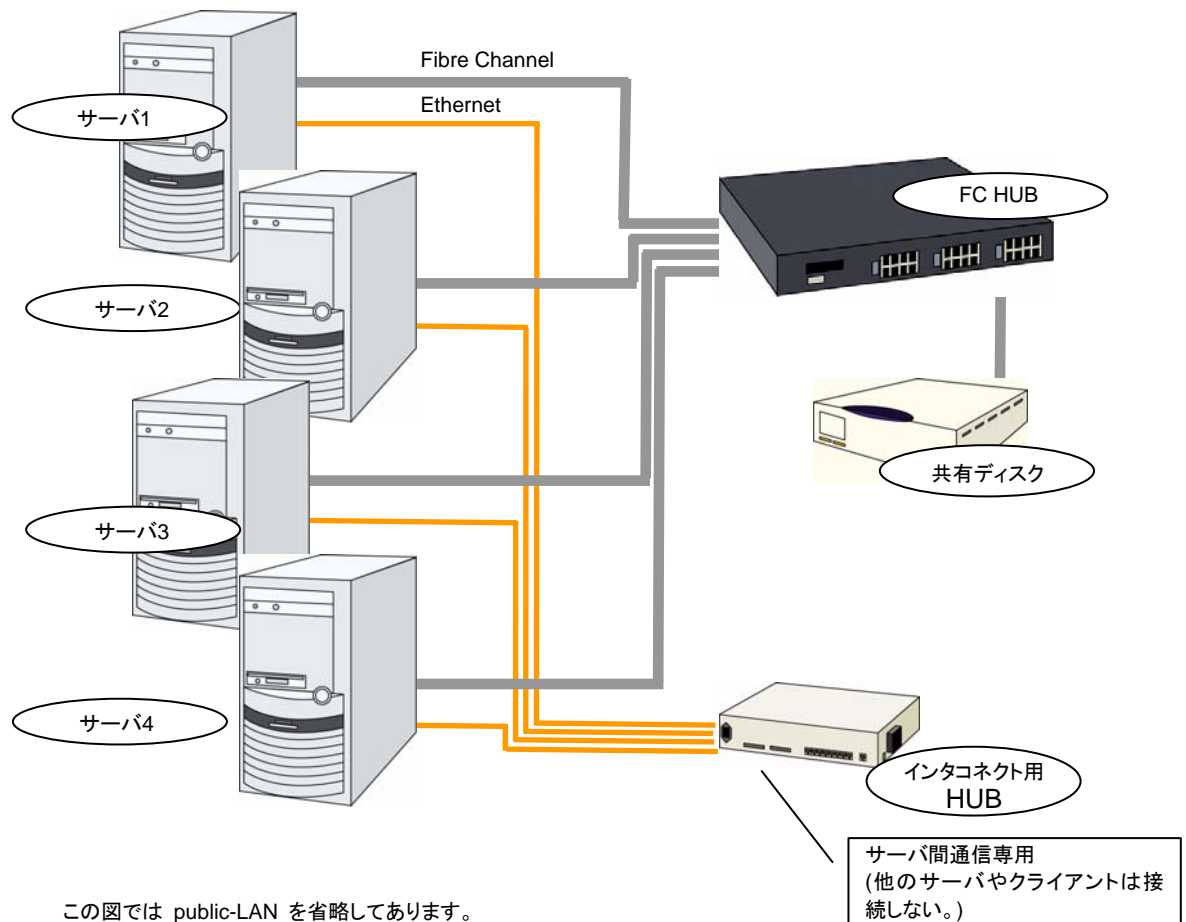 Fibre Channel
Ethernet
サーバ1
FC HUB
サーバ2
共有ディスク
サーバ3
サーバ4
インタコネクト用
HUB
サーバ間通信専用
(他のサーバやクライアントは接
続しない。)
この図では public-LAN を省略してあります。